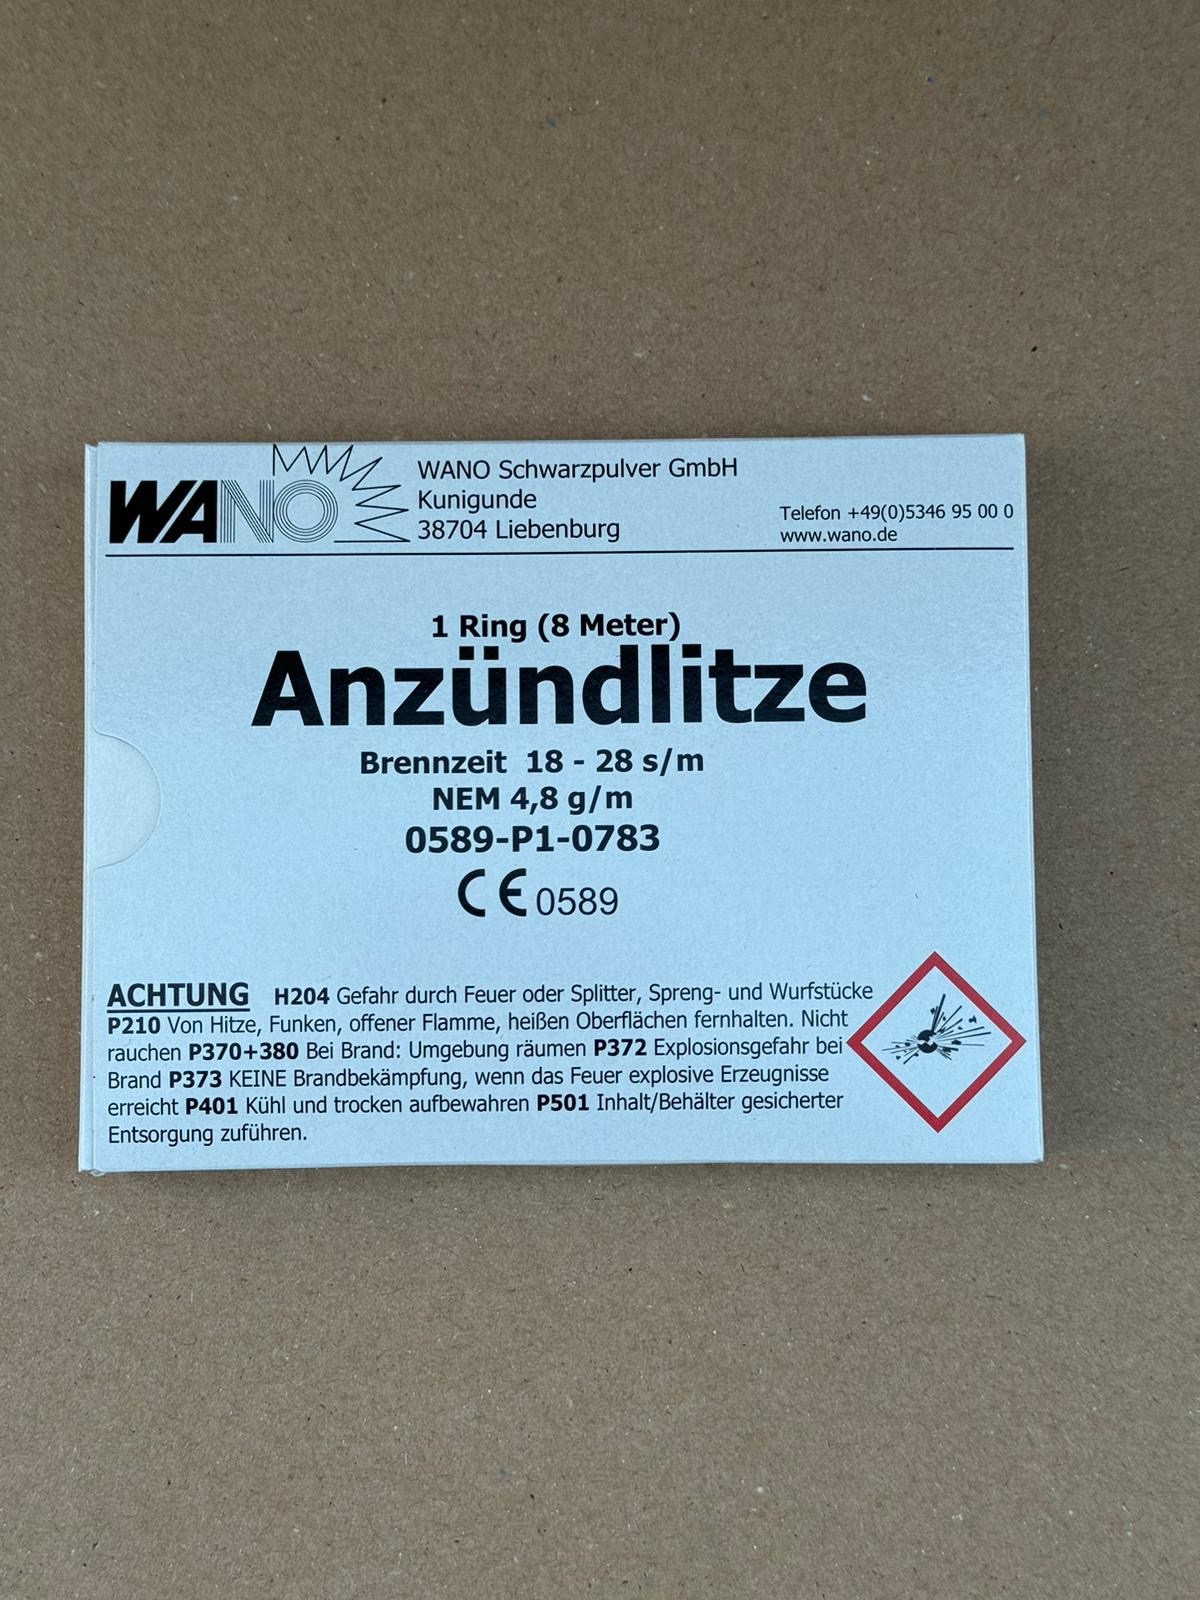 WANO
WANO Schwarzpulver GmbH
Kunigunde
38704 Liebenburg
Telefon +49(0)5346 95 00 0
www.wano.de
1 Ring (8 Meter)
Anzündlitze
Brennzeit 18 - 28 s/m
NEM 4,8 g/m
0589-P1-0783
CE 0589
ACHTUNG H204 Gefahr durch Feuer oder Splitter, Spreng- und Wurfstücke
P210 Von Hitze, Funken, offener Flamme, heißen Oberflächen fernhalten. Nicht
rauchen P370+380 Bei Brand: Umgebung räumen P372 Explosionsgefahr bei
Brand P373 KEINE Brandbekämpfung, wenn das Feuer explosive Erzeugnisse
erreicht P401 Kühl und trocken aufbewahren P501 Inhalt/Behälter gesicherter
Entsorgung zuführen.